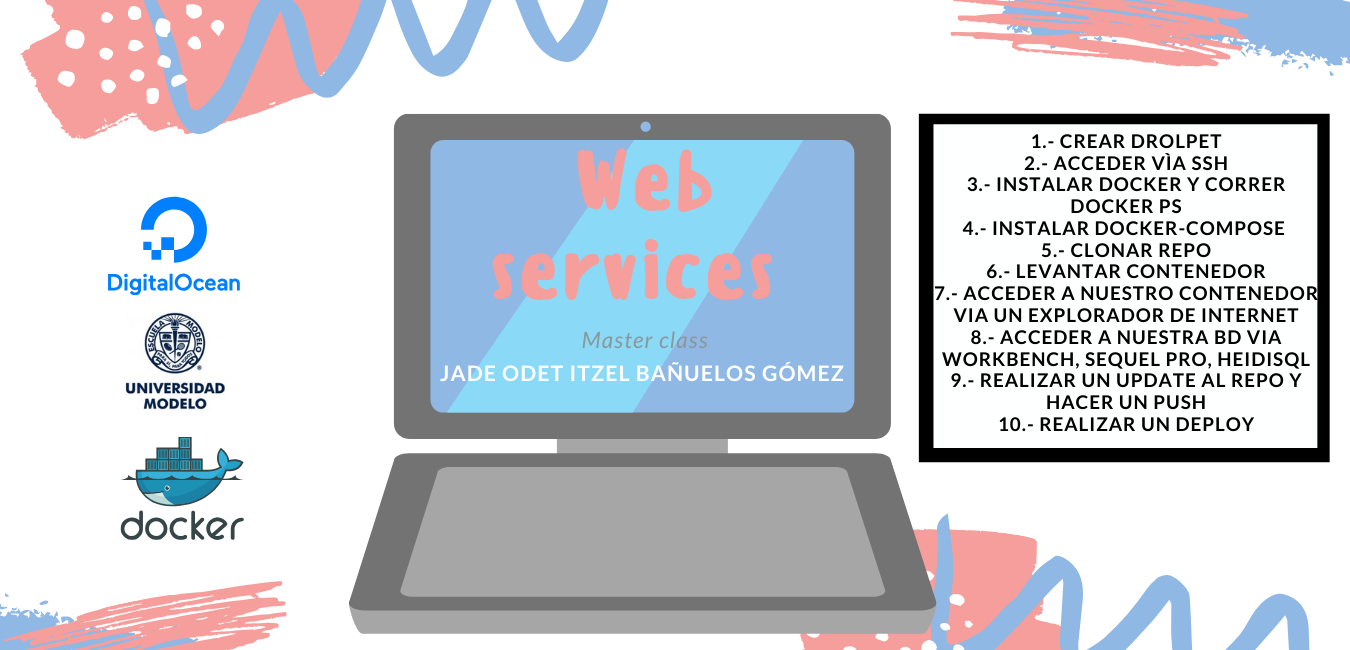 DigitalOcean
ESCUELA MODELO
UNIVERSIDAD
MODELO
docker
Web
services
Master class
JADE ODET ITZEL BAÑUELOS GÓMEZ
1.- CREAR DROLPET
2.- ACCEDER VÌA SSH
3.- INSTALAR DOCKER Y CORRER
DOCKER PS
4.- INSTALAR DOCKER-COMPOSE
5.- CLONAR REPO
6.- LEVANTAR CONTENEDOR
7.- ACCEDER A NUESTRO CONTENEDOR
VIA UN EXPLORADOR DE INTERNET
8.- ACCEDER A NUESTRA BD VIA
WORKBENCH, SEQUEL PRO, HEIDISQL
9.- REALIZAR UN UPDATE AL REPO Y
HACER UN PUSH
10.- REALIZAR UN DEPLOY